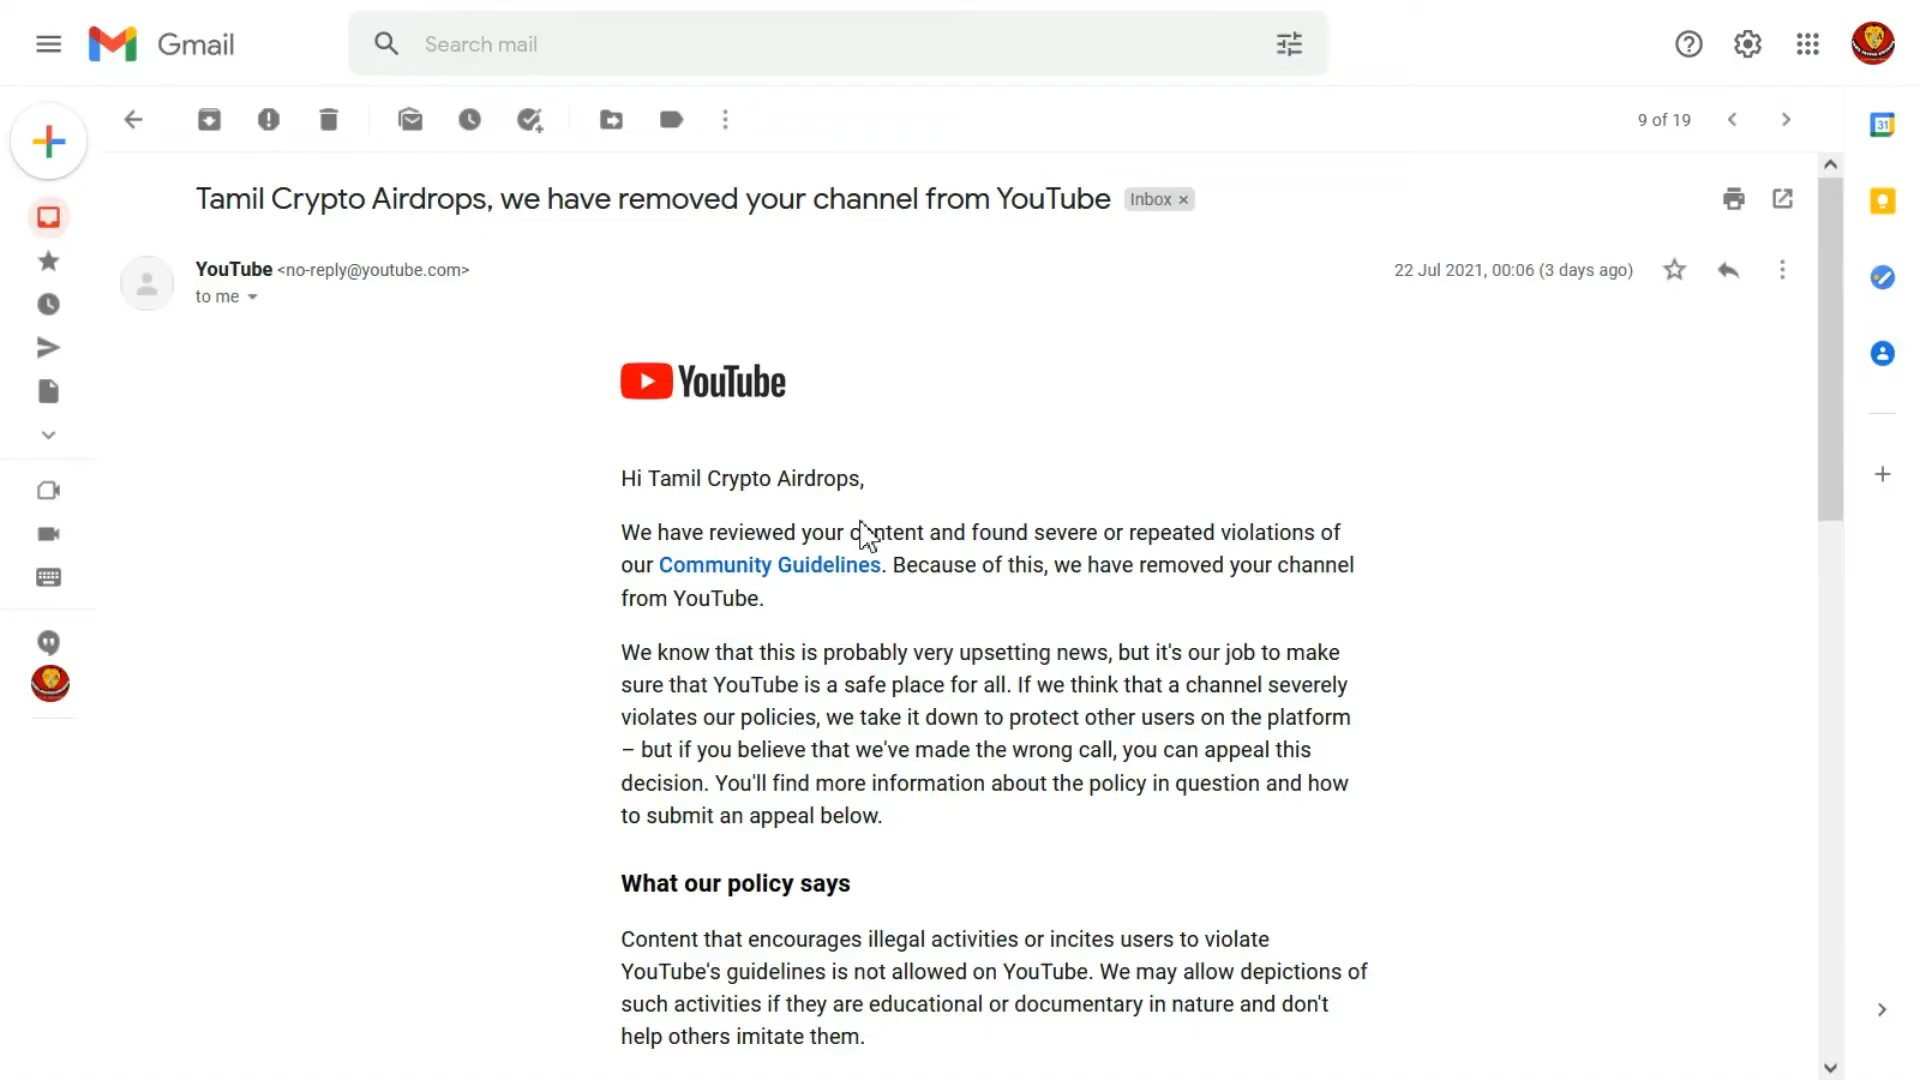 Gmail
Search mail
9 of 19
31
Tamil Crypto Airdrops, we have removed your channel from YouTube Inbox ×
YouTube <no-reply@youtube.com>
22 Jul 2021, 00:06 (3 days ago)
to me
YouTube
Hi Tamil Crypto Airdrops,
We have reviewed your content and found severe or repeated violations of
our Community Guidelines. Because of this, we have removed your channel
from YouTube.
We know that this is probably very upsetting news, but it's our job to make
sure that YouTube is a safe place for all. If we think that a channel severely
violates our policies, we take it down to protect other users on the platform
– but if you believe that we've made the wrong call, you can appeal this
decision. You'll find more information about the policy in question and how
to submit an appeal below.
What our policy says
Content that encourages illegal activities or incites users to violate
YouTube's guidelines is not allowed on YouTube. We may allow depictions of
such activities if they are educational or documentary in nature and don't
help others imitate them.